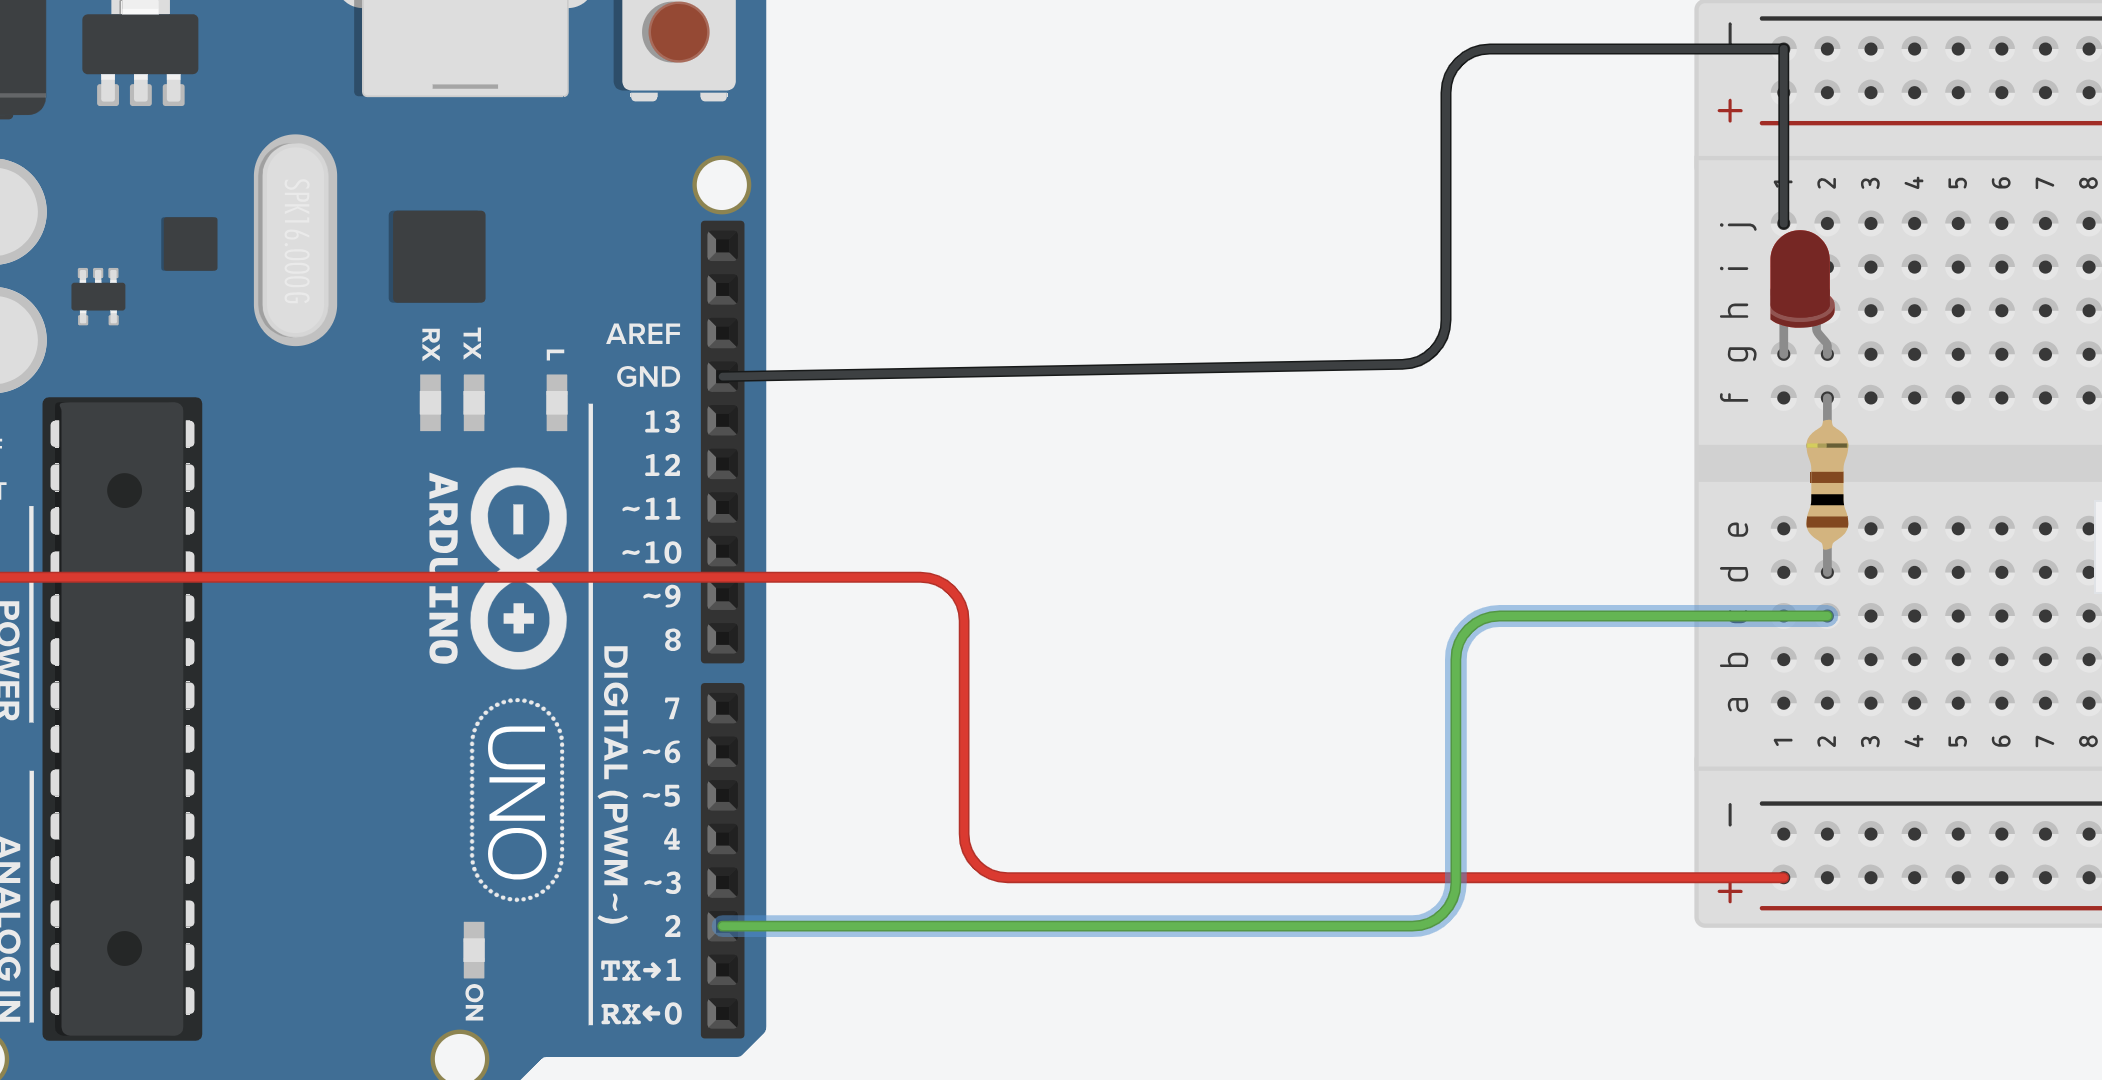 SPK16.000G
RX
TX
L
AREF
GND
13
12
~11
~10
~9
8
7
~6
~5
4
~3
2
TX→1
RX←0
ARDUINO
UNO
DIGITAL (PWM ~)
ON
POWER
ANALOG IN
−
+
1 2 3 4 5 6 7 8
j
i
h
g
f
e
d
b
a
1 2 3 4 5 6 7 8
−
+